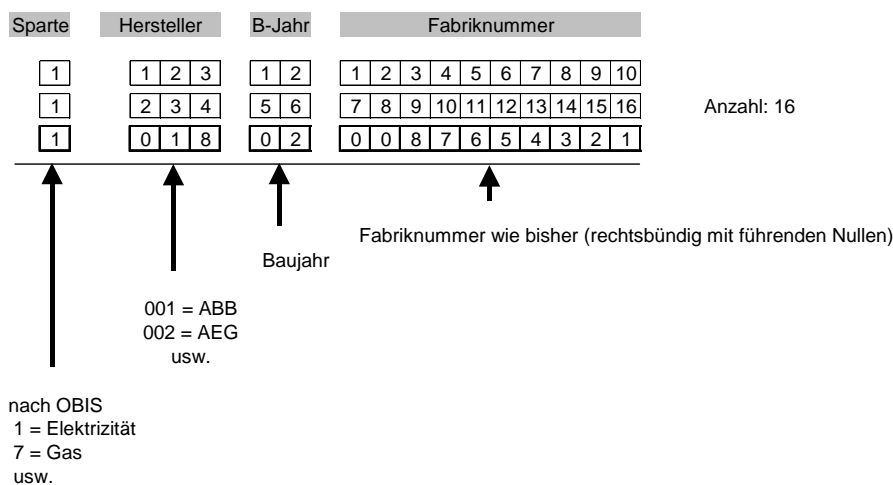 Sparte Hersteller B-Jahr Fabriknummer
1 1 2 3 1 2 1 2 3 4 5 6 7 8 9 10
1 2 3 4 5 6 7 8 9 10 11 12 13 14 15 16 Anzahl: 16
1 0 1 8 0 2 0 0 8 7 6 5 4 3 2 1
Fabriknummer wie bisher (rechtsbündig mit führenden Nullen)
Baujahr
001 = ABB
002 = AEG
usw.
nach OBIS
1 = Elektrizität
7 = Gas
usw.